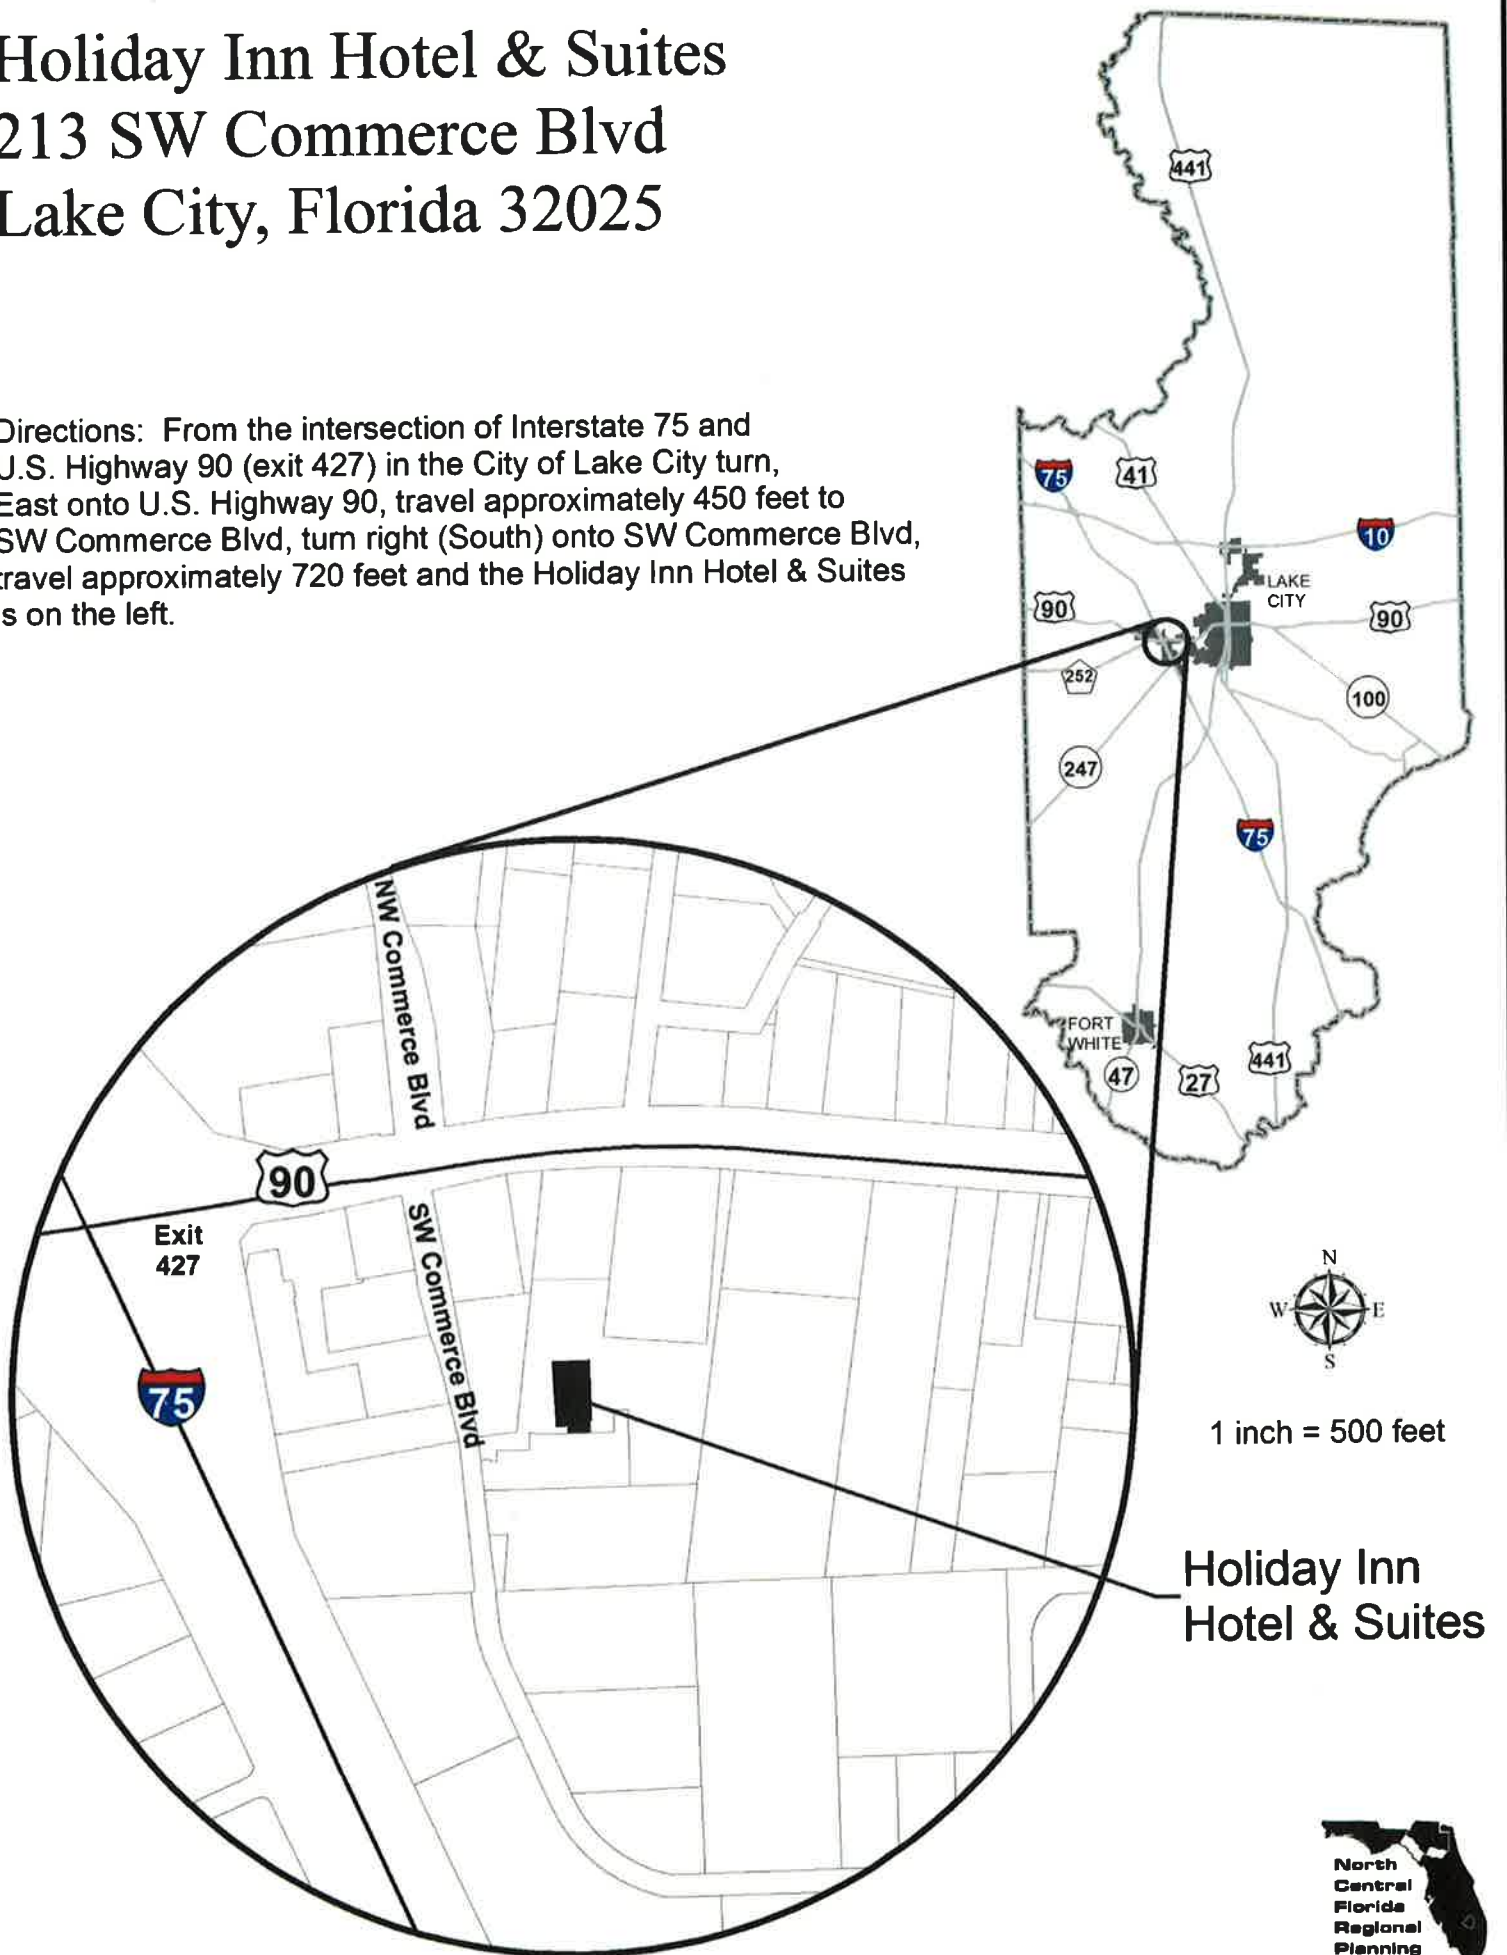 Holiday Inn Hotel & Suites
213 SW Commerce Blvd
Lake City, Florida 32025
Directions: From the intersection of Interstate 75 and
U.S. Highway 90 (exit 427) in the City of Lake City turn,
East onto U.S. Highway 90, travel approximately 450 feet to
SW Commerce Blvd, turn right (South) onto SW Commerce Blvd,
travel approximately 720 feet and the Holiday Inn Hotel & Suites
is on the left.
441
75
41
10
LAKE
CITY
90
90
252
100
247
75
FORT
WHITE
47
27
441
NW Commerce Blvd
90
Exit
427
SW Commerce Blvd
75
N
W
E
S
1 inch = 500 feet
Holiday Inn
Hotel & Suites
North
Central
Florida
Regional
Planning